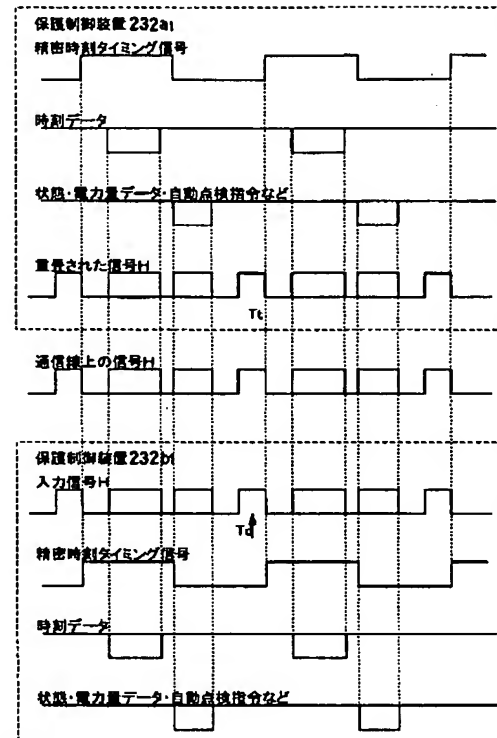 保護制御装置232a1
精密時刻タイミング信号
時刻データ
状態・電力量データ・自動点検指令など
重畳された信号H
Tt
通信線上の信号H
保護制御装置232b1
入力信号H
Td
精密時刻タイミング信号
時刻データ
状態・電力量データ・自動点検指令など